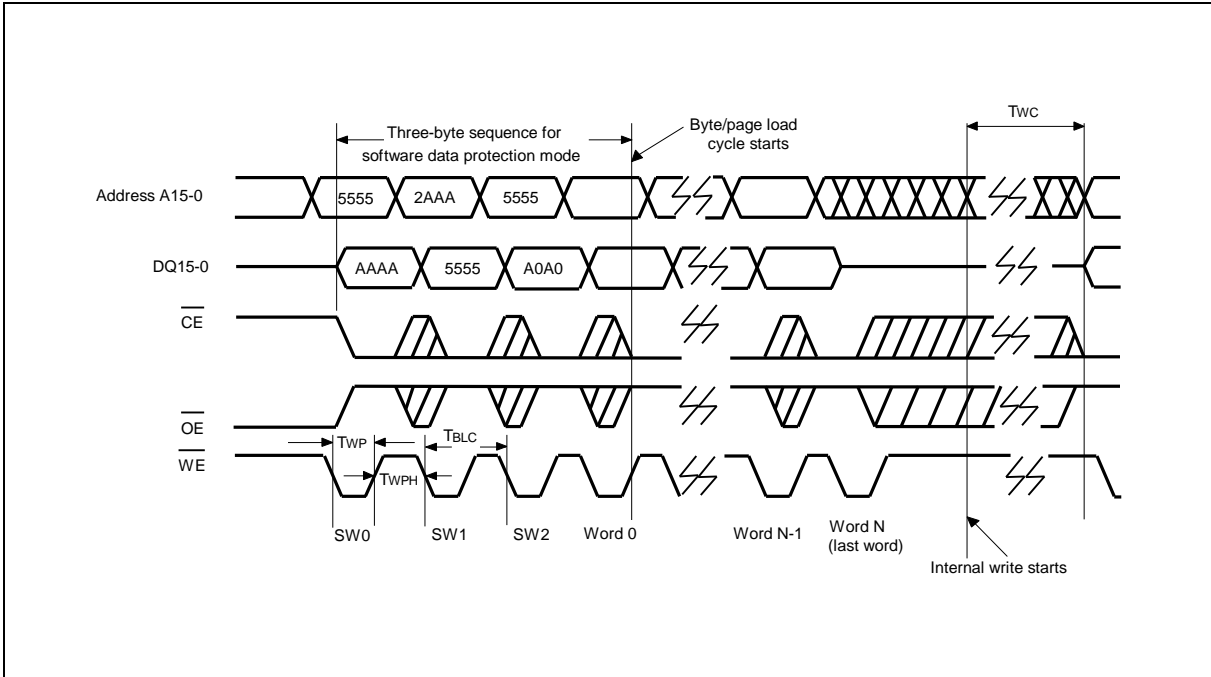 Three-byte sequence for
software data protection mode
Byte/page load
cycle starts
TWC
Address A15-0
5555
2AAA
5555
DQ15-0
AAAA
5555
A0A0
CE
OE
TWP
TBLC
WE
TWPH
SW0
SW1
SW2
Word 0
Word N-1
Word N
(last word)
Internal write starts